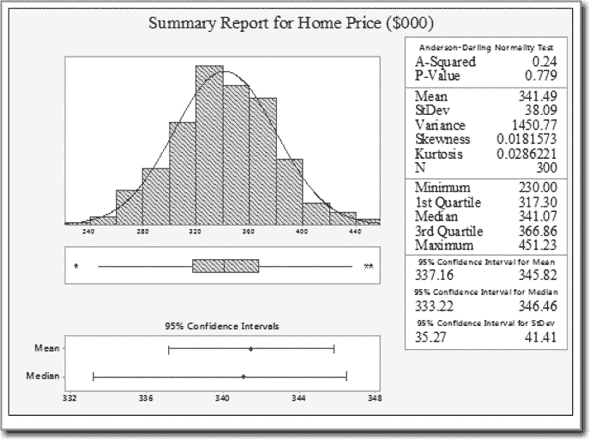 Summary Report for Home Price ($000)
Anderson-Darling Normality Test
A-Squared 0.24
P-Value 0.779
Mean 341.49
StDev 38.09
Variance 1450.77
Skewness 0.0181573
Kurtosis 0.0286221
N 300
Minimum 230.00
1st Quartile 317.30
Median 341.07
3rd Quartile 366.86
Maximum 451.23
95% Confidence Interval for Mean
337.16 345.82
95% Confidence Interval for Median
333.22 346.46
95% Confidence Interval for StDev
35.27 41.41
240 280 320 360 400 440
* **
95% Confidence Intervals
Mean
Median
332 336 340 344 348